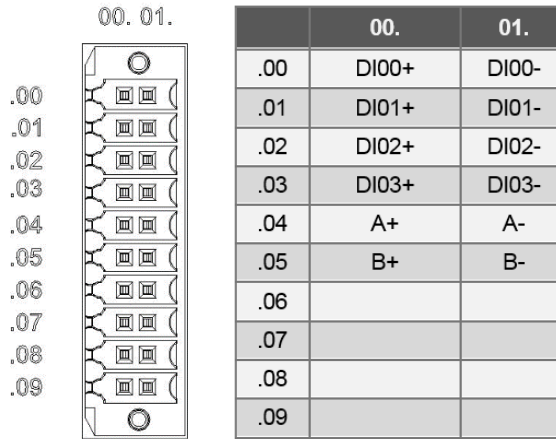 00. 01.
.00
.01
.02
.03
.04
.05
.06
.07
.08
.09
00. 01.
.00 DI00+ DI00-
.01 DI01+ DI01-
.02 DI02+ DI02-
.03 DI03+ DI03-
.04 A+ A-
.05 B+ B-
.06
.07
.08
.09